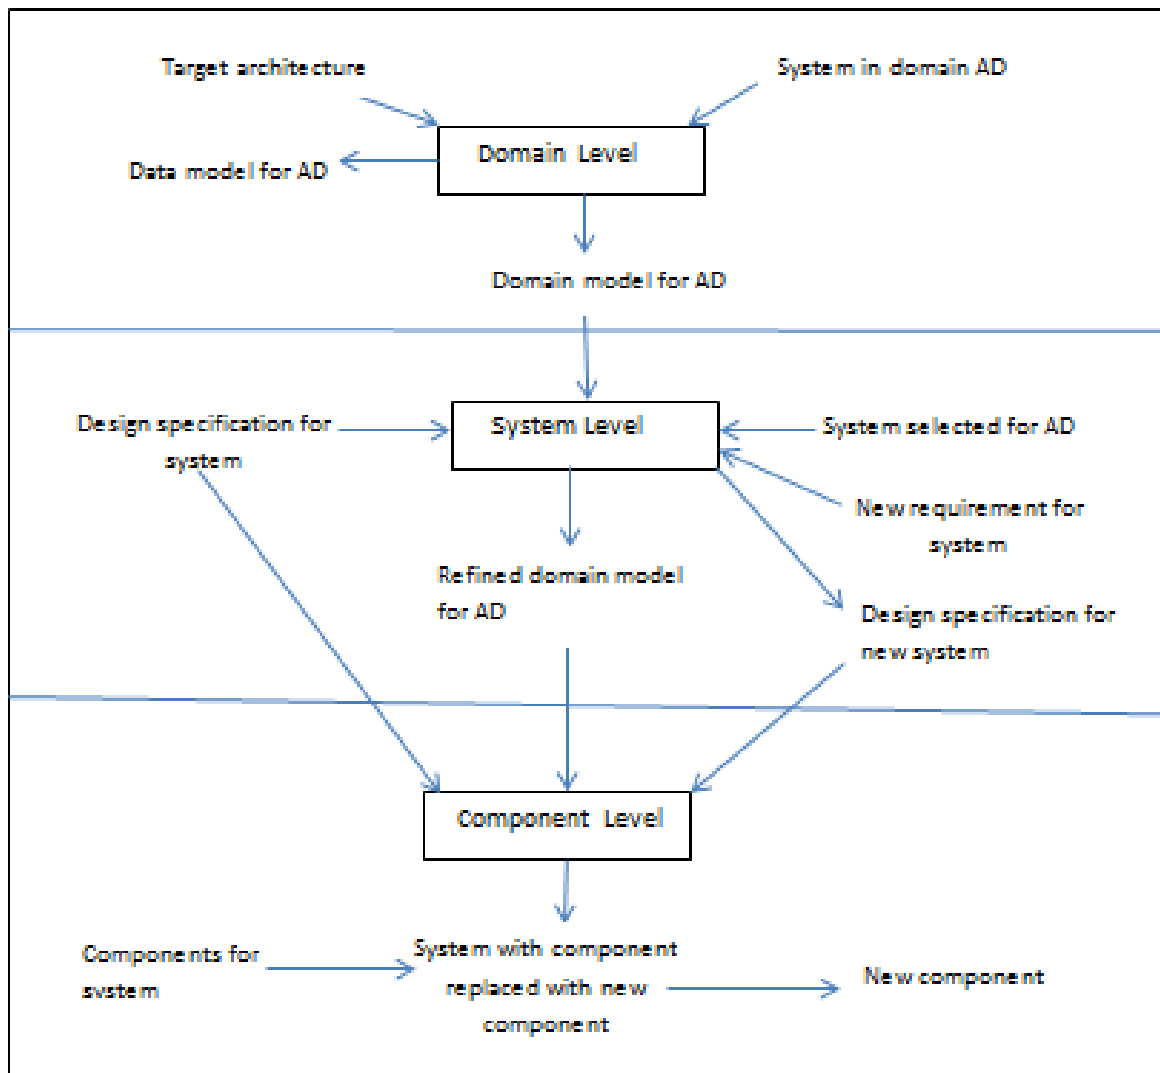 Target architecture
System in domain AD
Domain Level
Data model for AD
Domain model for AD
Design specification for
system
System Level
System selected for AD
New requirement for
system
Refined domain model
for AD
Design specification for
new system
Component Level
Components for
system
System with component
replaced with new
component
New component